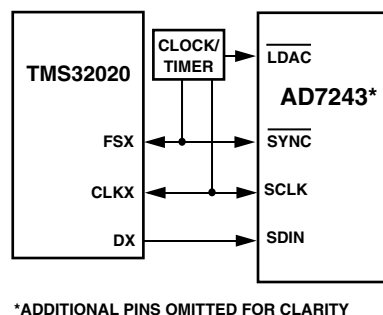 CLOCK/
TIMER
TMS32020
LDAC
AD7243*
FSX
SYNC
CLKX
SCLK
DX
SDIN
*ADDITIONAL PINS OMITTED FOR CLARITY